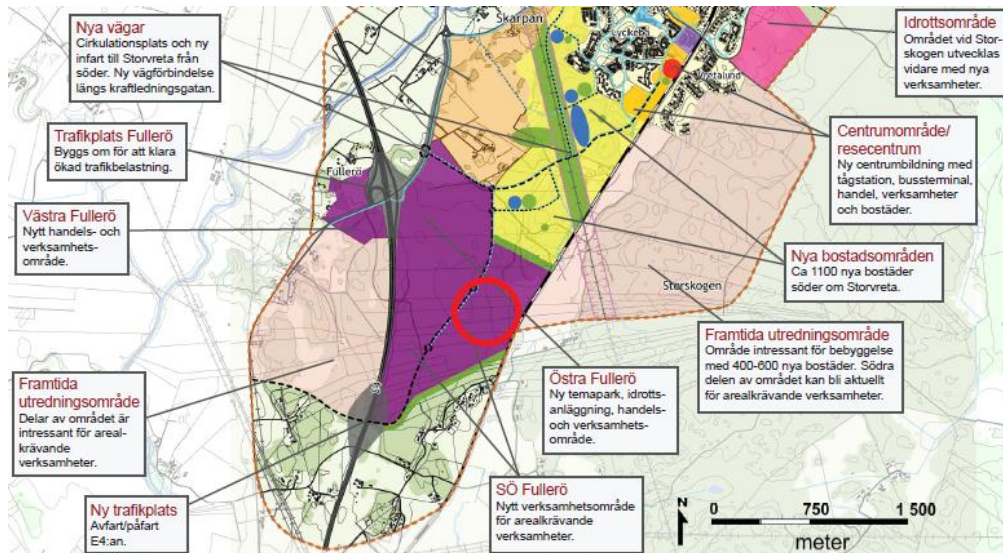 Nya vägar
Cirkulationsplats och ny
infart till Storvreta från
söder. Ny vägförbindelse
längs kraftledningsgatan.
Trafikplats Fullerö
Byggs om för att klara
ökad trafikbelastning.
Västra Fullerö
Nytt handels- och
verksamhets-
område.
Framtida
utredningsområde
Delar av området är
intressant för areal-
krävande
verksamheter.
Ny trafikplats
Avfart/påfart
E4:an.
Skarpan
Lyckebo
Fullerö
Storskogen
Idrottsområde
Området vid Stor-
skogen utvecklas
vidare med nya
verksamheter.
Centrumområde/
resecentrum
Ny centrumbildning med
tågstation, bussterminal,
handel, verksamheter
och bostäder.
Nya bostadsområden
Ca 1100 nya bostäder
söder om Storvreta.
Framtida utredningsområde
Område intressant för bebyggelse
med 400-600 nya bostäder. Södra
delen av området kan bli aktuellt
för arealkrävande verksamheter.
Östra Fullerö
Ny temapark, idrotts-
anläggning, handels-
och verksamhets-
område.
SÖ Fullerö
Nytt verksamhetsområde
för arealkrävande
verksamheter.
N
0 750 1 500
meter